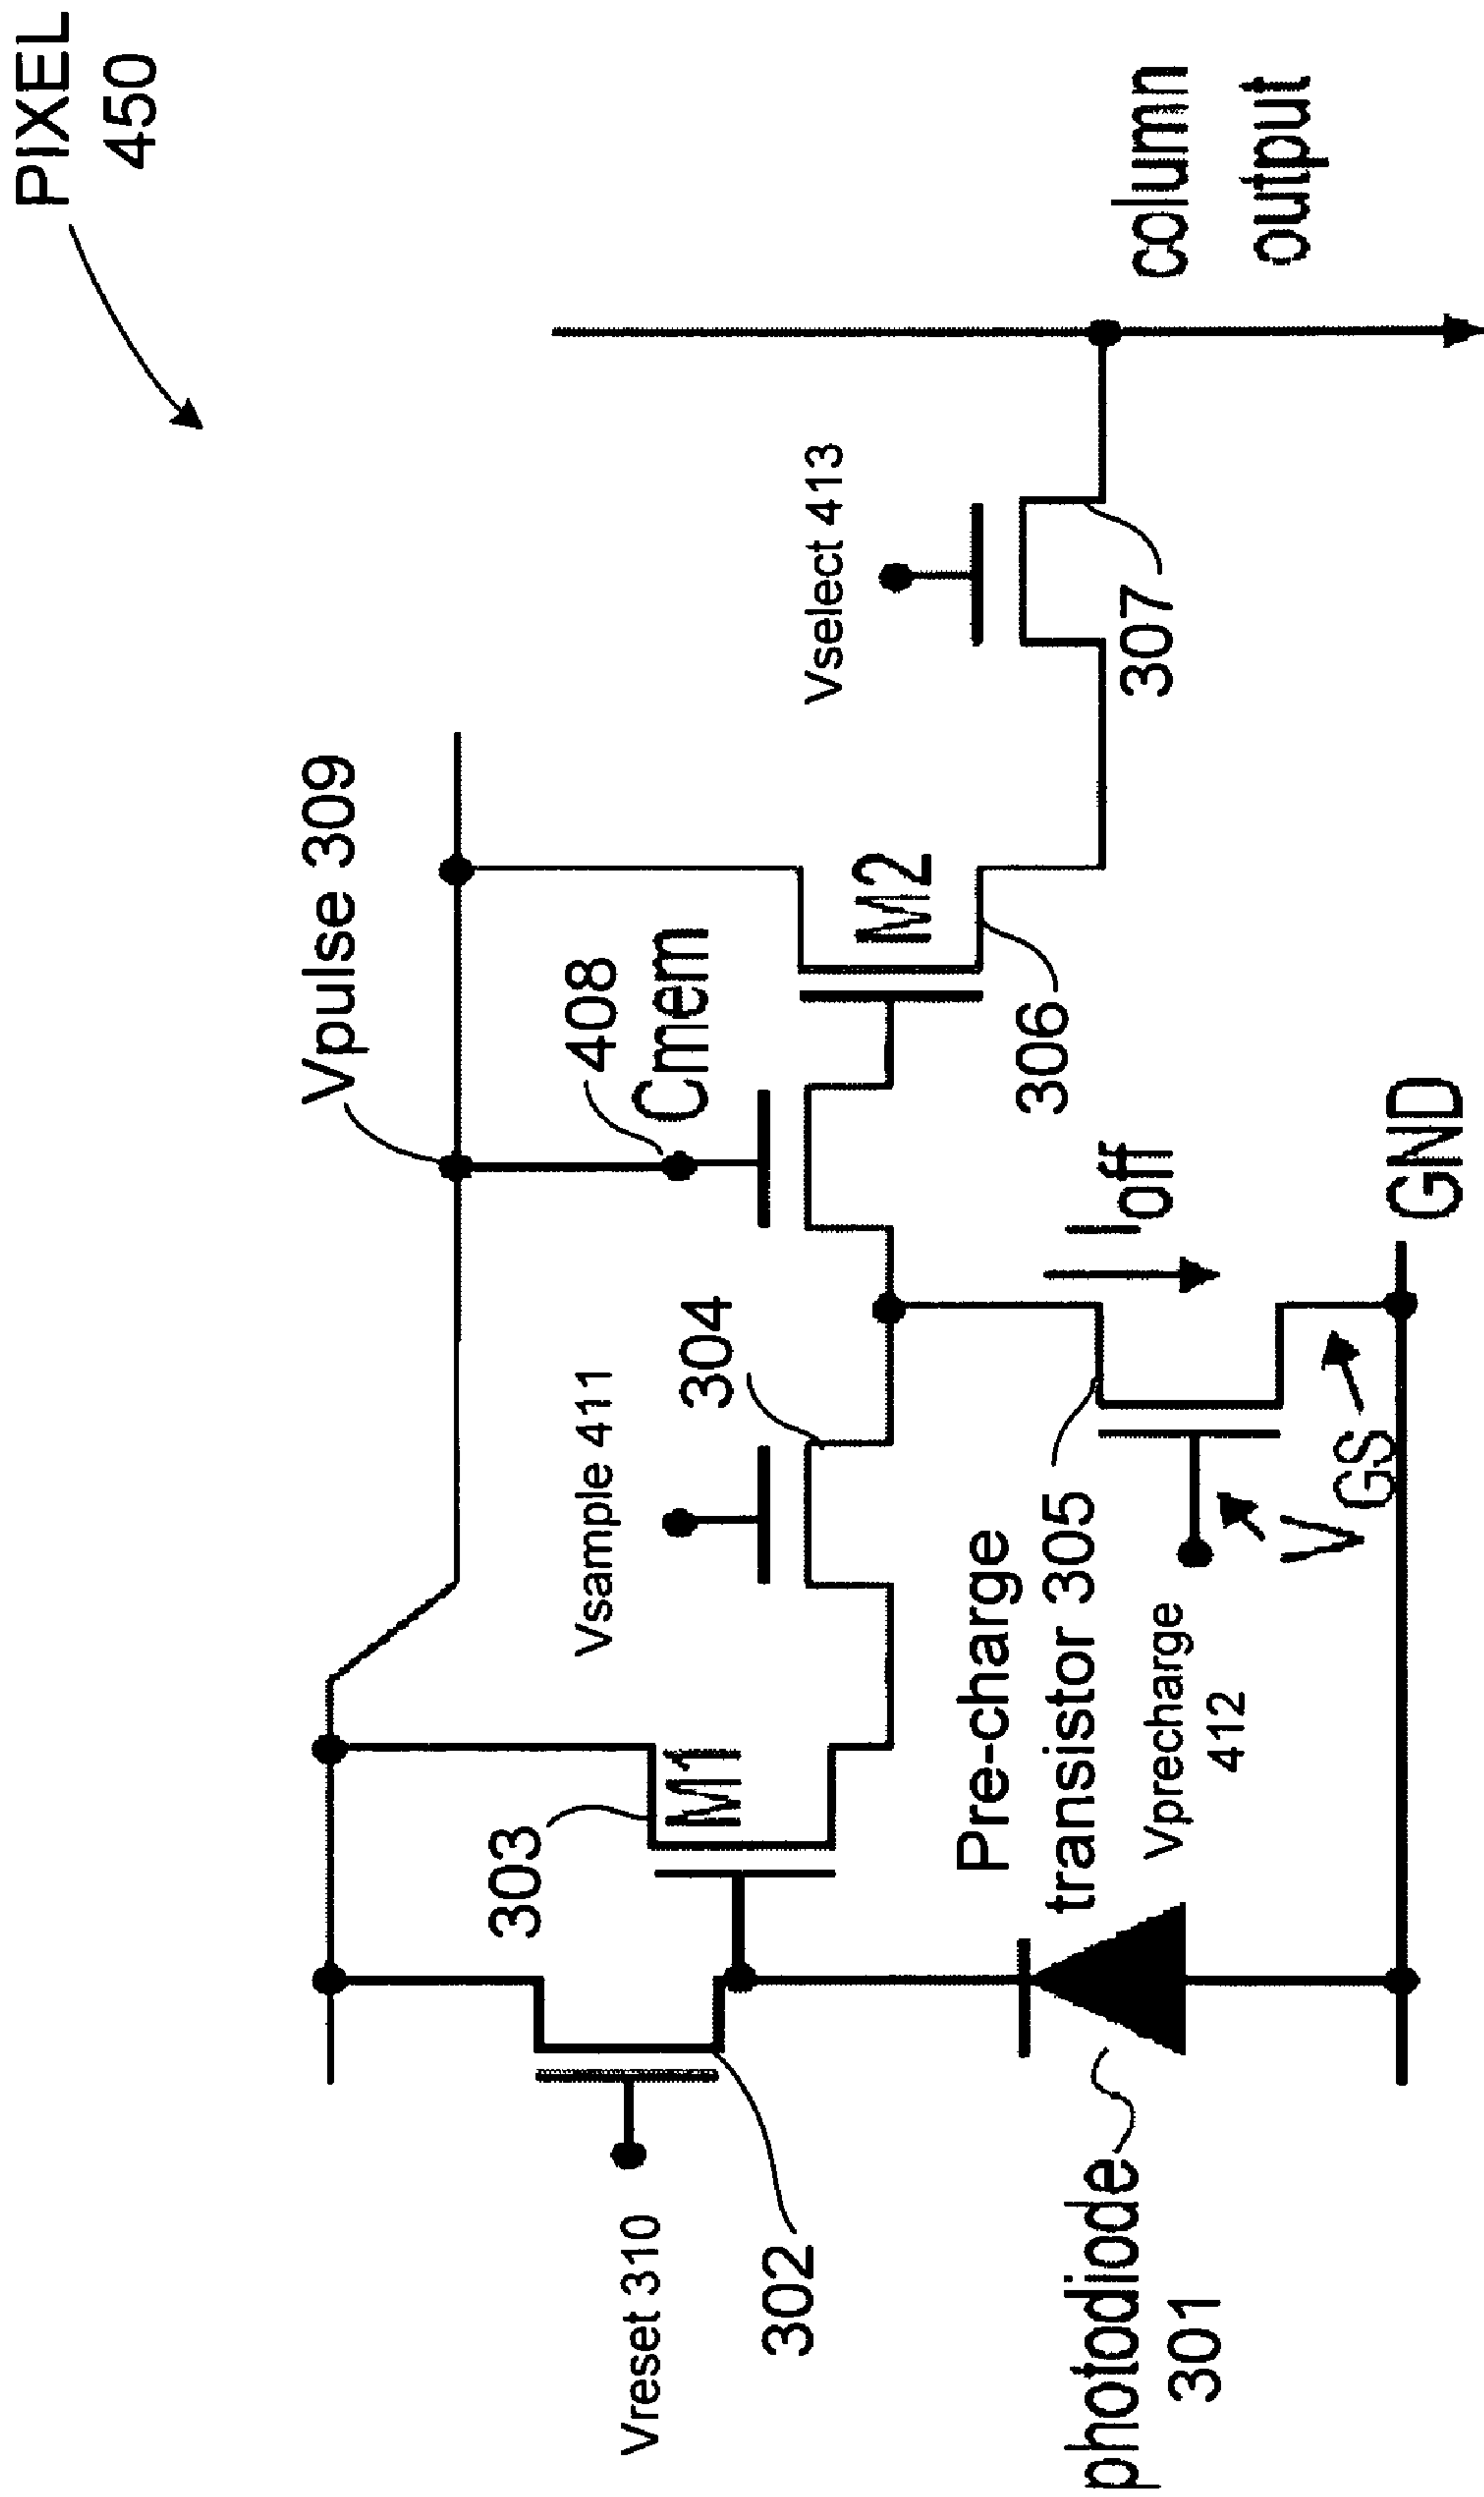 PIXEL
450
Vpulse 309
408
Cmem
Vsample 411
304
303
M1
M2
Vreset 310
302
306
Vselect 413
307
column
output
Pre-charge
transistor 305
Ioff
Vprecharge
412
VGS
GND
photodiode
301